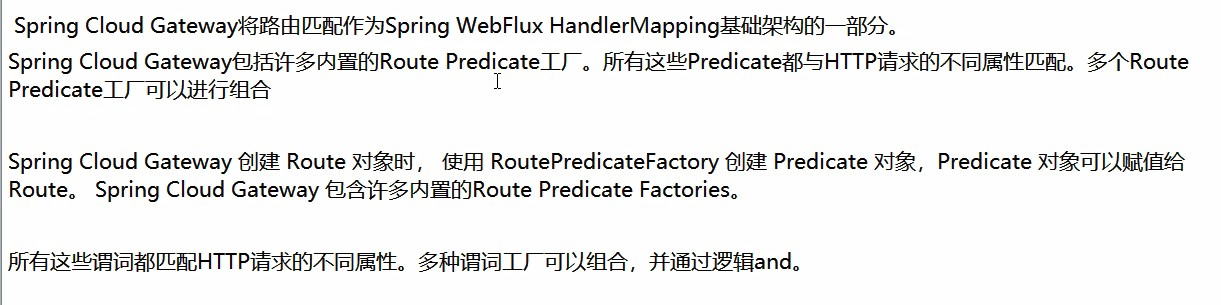 Spring Cloud Gateway将路由匹配作为Spring WebFlux HandlerMapping基础架构的一部分。
Spring Cloud Gateway包括许多内置的Route Predicate工厂。所有这些Predicate都与HTTP请求的不同属性匹配。多个Route
Predicate工厂可以进行组合
Spring Cloud Gateway 创建 Route 对象时， 使用 RoutePredicateFactory 创建 Predicate 对象，Predicate 对象可以赋值给
Route。 Spring Cloud Gateway 包含许多内置的Route Predicate Factories。
所有这些谓词都匹配HTTP请求的不同属性。多种谓词工厂可以组合，并通过逻辑and。